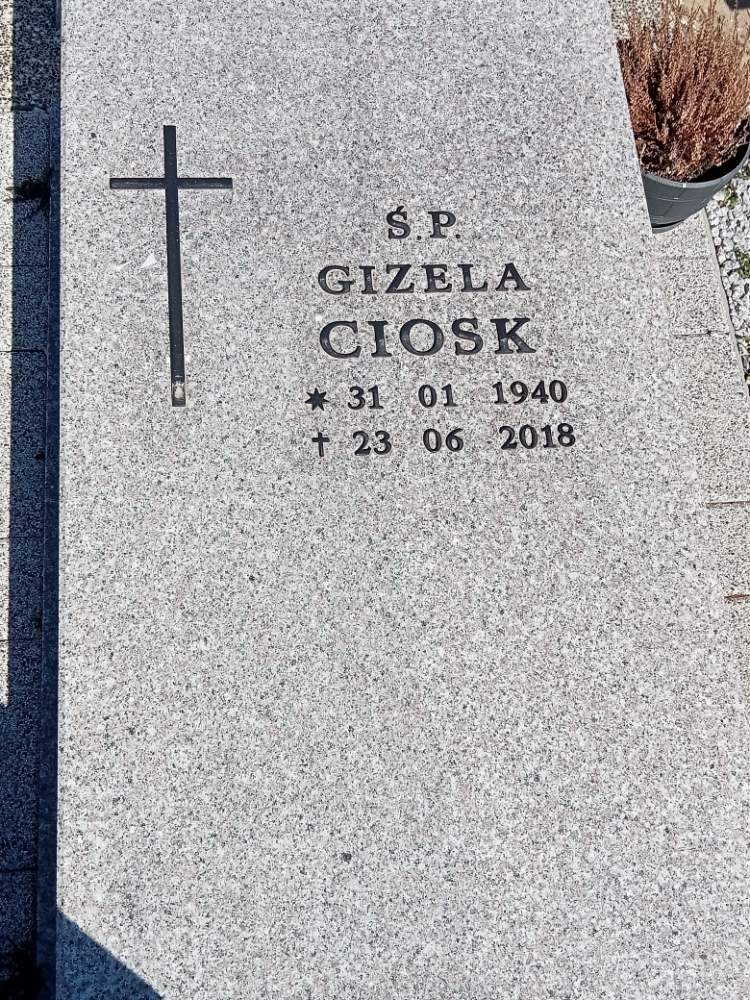 Ś.P.
GIZELA
CIOSK
✶ 31 01 1940
† 23 06 2018